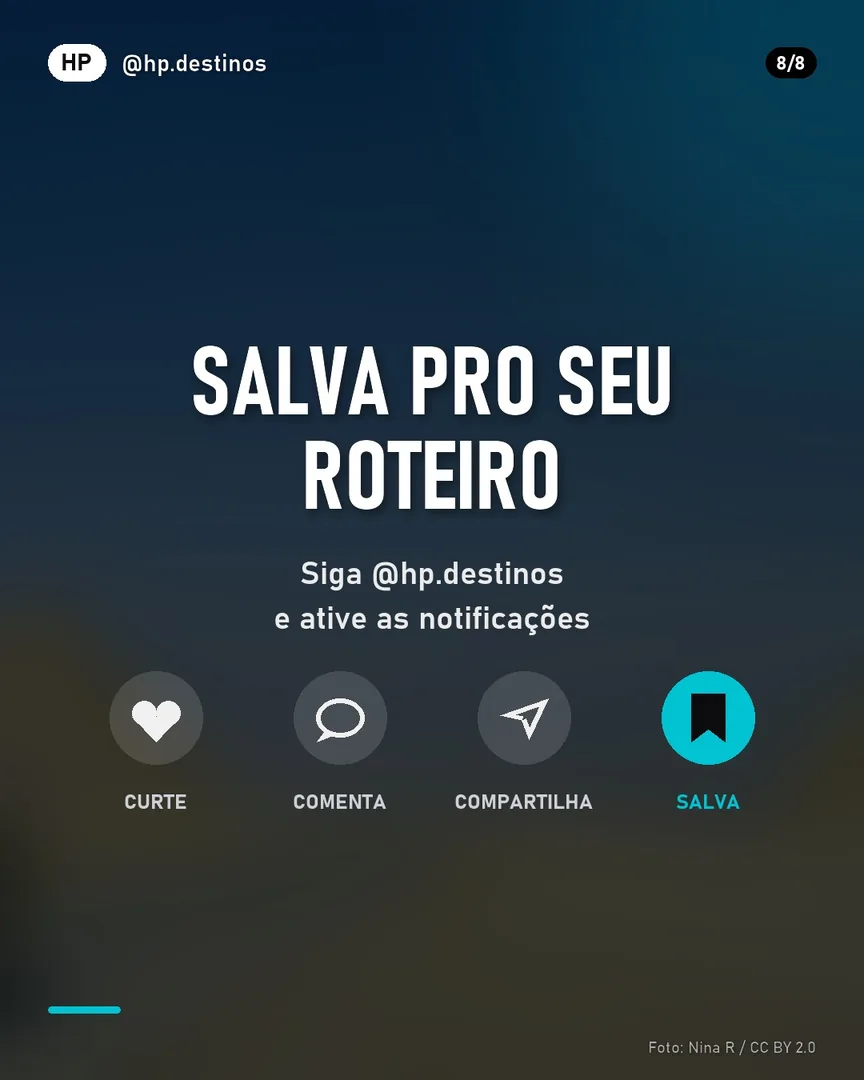 HP @hp.destinos 8/8
SALVA PRO SEU
ROTEIRO
Siga @hp.destinos
e ative as notificações
CURTE COMENTA COMPARTILHA SALVA
Foto: Nina R / CC BY 2.0